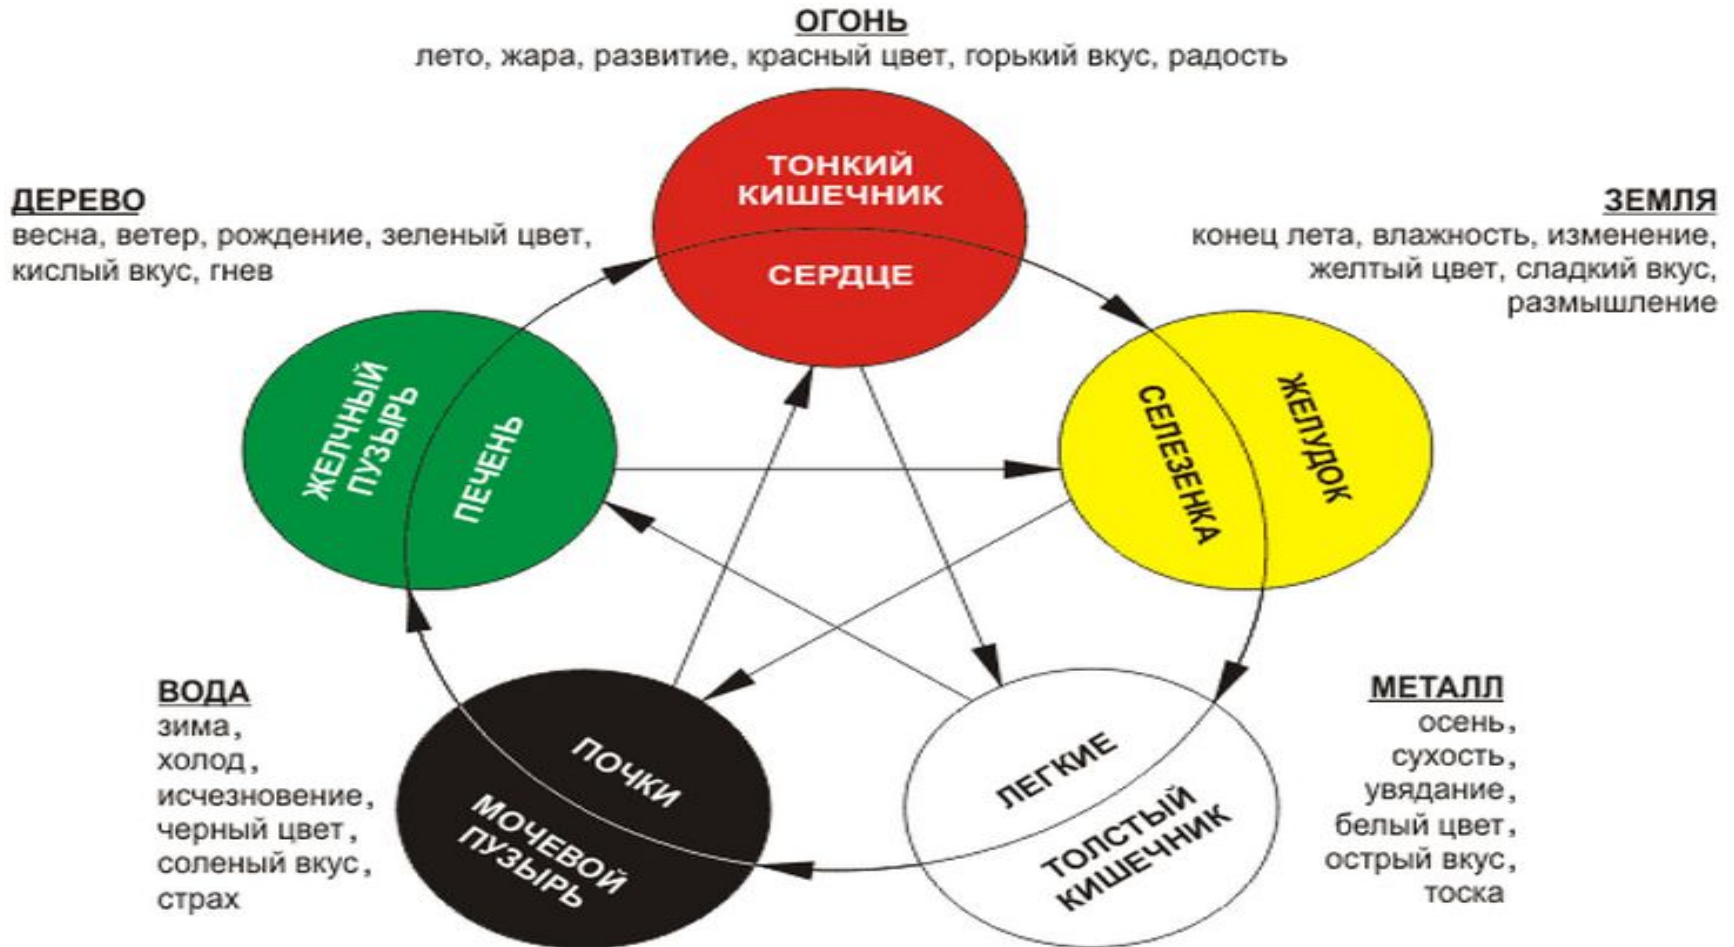 ОГОНЬ
лето, жара, развитие, красный цвет, горький вкус, радость
ТОНКИЙ
КИШЕЧНИК
СЕРДЦЕ
ДЕРЕВО
весна, ветер, рождение, зеленый цвет,
кислый вкус, гнев
ЗЕМЛЯ
конец лета, влажность, изменение,
желтый цвет, сладкий вкус,
размышление
ЖЕЛЧНЫЙ
ПУЗЫРЬ
ПЕЧЕНЬ
СЕЛЕЗЕНКА
ЖЕЛУДОК
ВОДА
зима,
холод,
исчезновение,
черный цвет,
соленый вкус,
страх
ПОЧКИ
МОЧЕВОЙ
ПУЗЫРЬ
ЛЕГКИЕ
ТОЛСТЫЙ
КИШЕЧНИК
МЕТАЛЛ
осень,
сухость,
увядание,
белый цвет,
острый вкус,
тоска